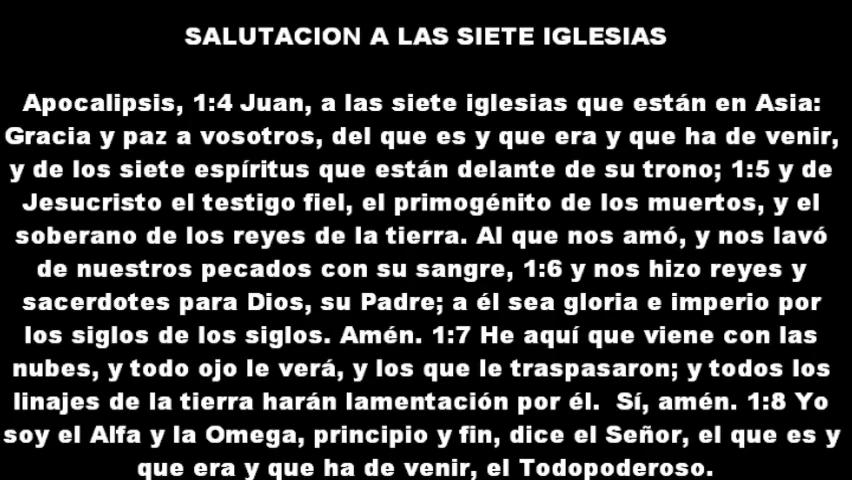 SALUTACION A LAS SIETE IGLESIAS
Apocalipsis, 1:4 Juan, a las siete iglesias que están en Asia:
Gracia y paz a vosotros, del que es y que era y que ha de venir,
y de los siete espíritus que están delante de su trono; 1:5 y de
Jesucristo el testigo fiel, el primogénito de los muertos, y el
soberano de los reyes de la tierra. Al que nos amó, y nos lavó
de nuestros pecados con su sangre, 1:6 y nos hizo reyes y
sacerdotes para Dios, su Padre; a él sea gloria e imperio por
los siglos de los siglos. Amén. 1:7 He aquí que viene con las
nubes, y todo ojo le verá, y los que le traspasaron; y todos los
linajes de la tierra harán lamentación por él.  Sí, amén. 1:8 Yo
soy el Alfa y la Omega, principio y fin, dice el Señor, el que es y
que era y que ha de venir, el Todopoderoso.